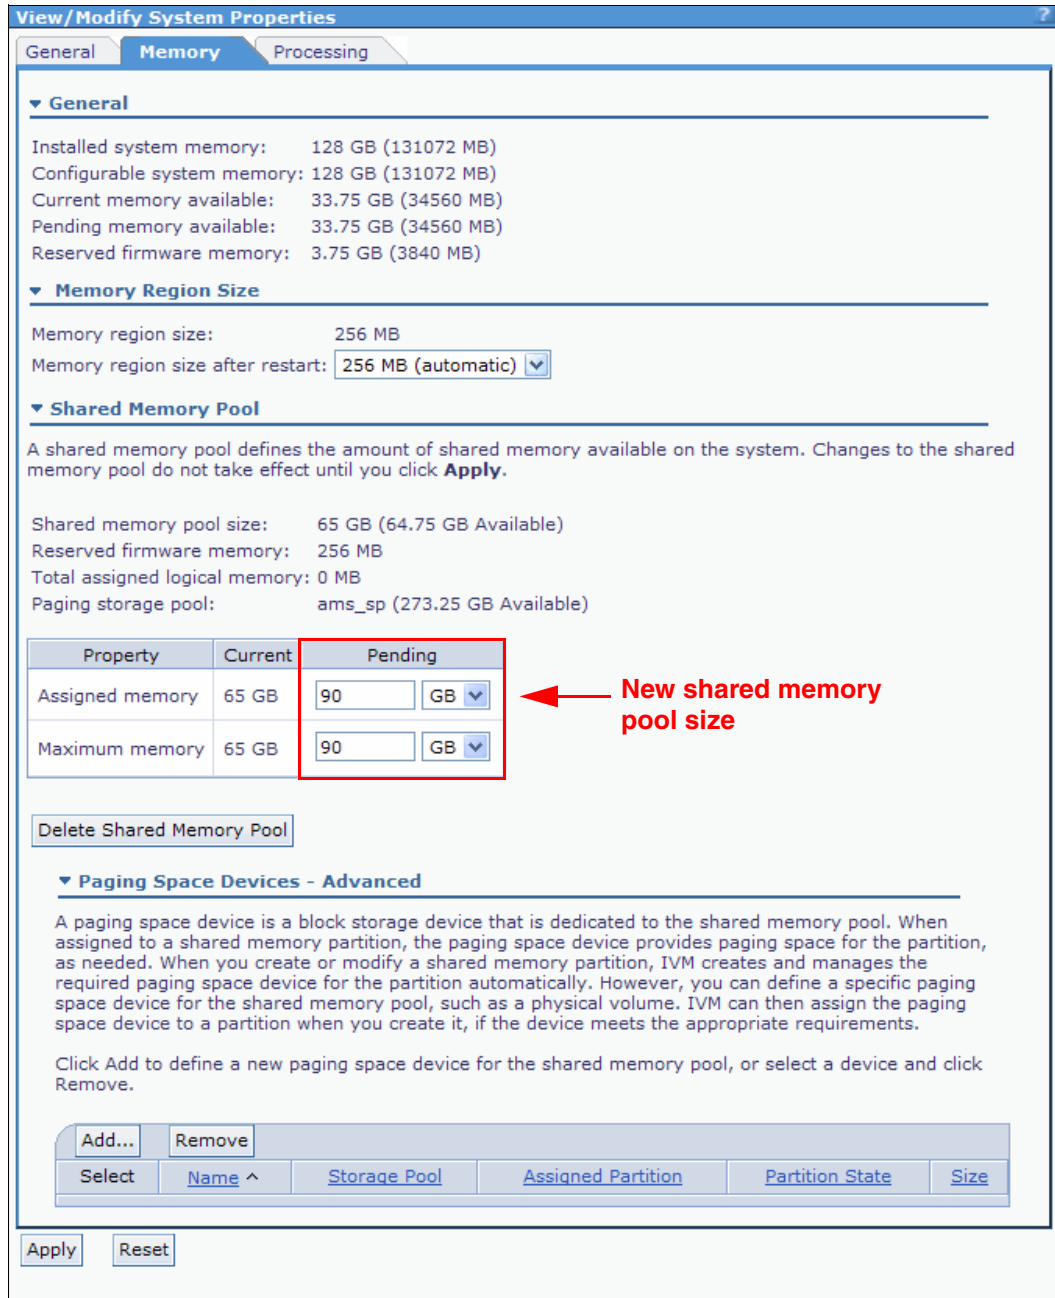 View/Modify System Properties ?
General Memory Processing
General
Installed system memory: 128 GB (131072 MB)
Configurable system memory: 128 GB (131072 MB)
Current memory available: 33.75 GB (34560 MB)
Pending memory available: 33.75 GB (34560 MB)
Reserved firmware memory: 3.75 GB (3840 MB)
Memory Region Size
Memory region size: 256 MB
Memory region size after restart: 256 MB (automatic)
Shared Memory Pool
A shared memory pool defines the amount of shared memory available on the system. Changes to the shared
memory pool do not take effect until you click Apply.
Shared memory pool size: 65 GB (64.75 GB Available)
Reserved firmware memory: 256 MB
Total assigned logical memory: 0 MB
Paging storage pool: ams_sp (273.25 GB Available)
Property Current Pending
Assigned memory 65 GB 90 GB
New shared memory
pool size
Maximum memory 65 GB 90 GB
Delete Shared Memory Pool
Paging Space Devices - Advanced
A paging space device is a block storage device that is dedicated to the shared memory pool. When
assigned to a shared memory partition, the paging space device provides paging space for the partition,
as needed. When you create or modify a shared memory partition, IVM creates and manages the
required paging space device for the partition automatically. However, you can define a specific paging
space device for the shared memory pool, such as a physical volume. IVM can then assign the paging
space device to a partition when you create it, if the device meets the appropriate requirements.
Click Add to define a new paging space device for the shared memory pool, or select a device and click
Remove.
Add... Remove
Select Name ^ Storage Pool Assigned Partition Partition State Size
Apply Reset